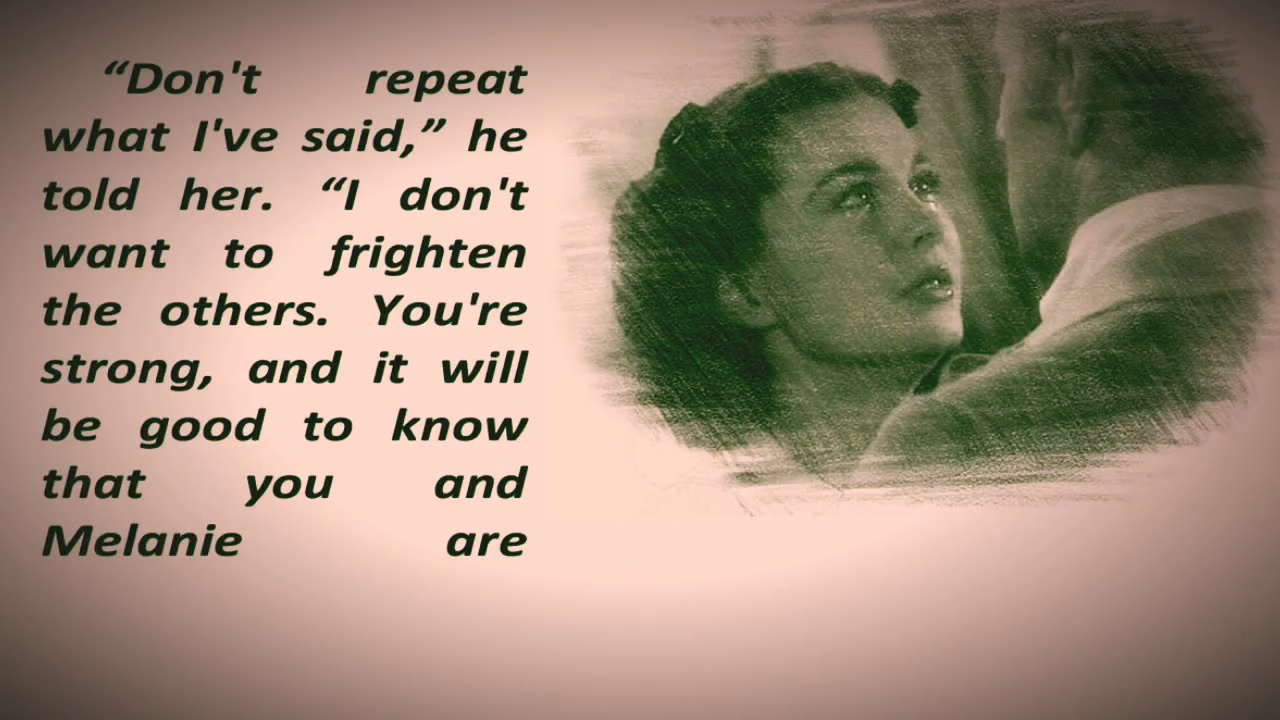 “Don't repeat
what I've said,” he
told her. “I don't
want to frighten
the others. You're
strong, and it will
be good to know
that you and
Melanie are